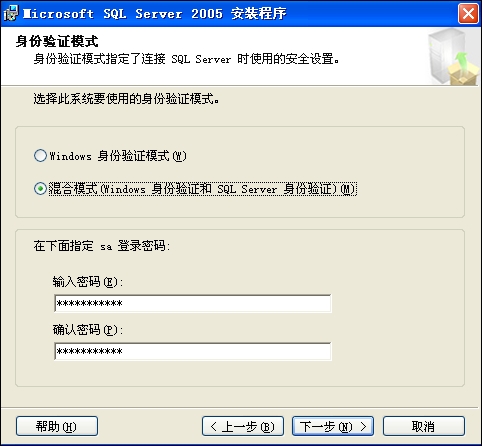 Microsoft SQL Server 2005 安装程序
身份验证模式
身份验证模式指定了连接 SQL Server 时使用的安全设置。
选择此系统要使用的身份验证模式。
Windows 身份验证模式(W)
混合模式(Windows 身份验证和 SQL Server 身份验证)(M)
在下面指定 sa 登录密码:
输入密码(E):
***********
确认密码(P):
***********
帮助(H)
< 上一步(B)
下一步(N) >
取消